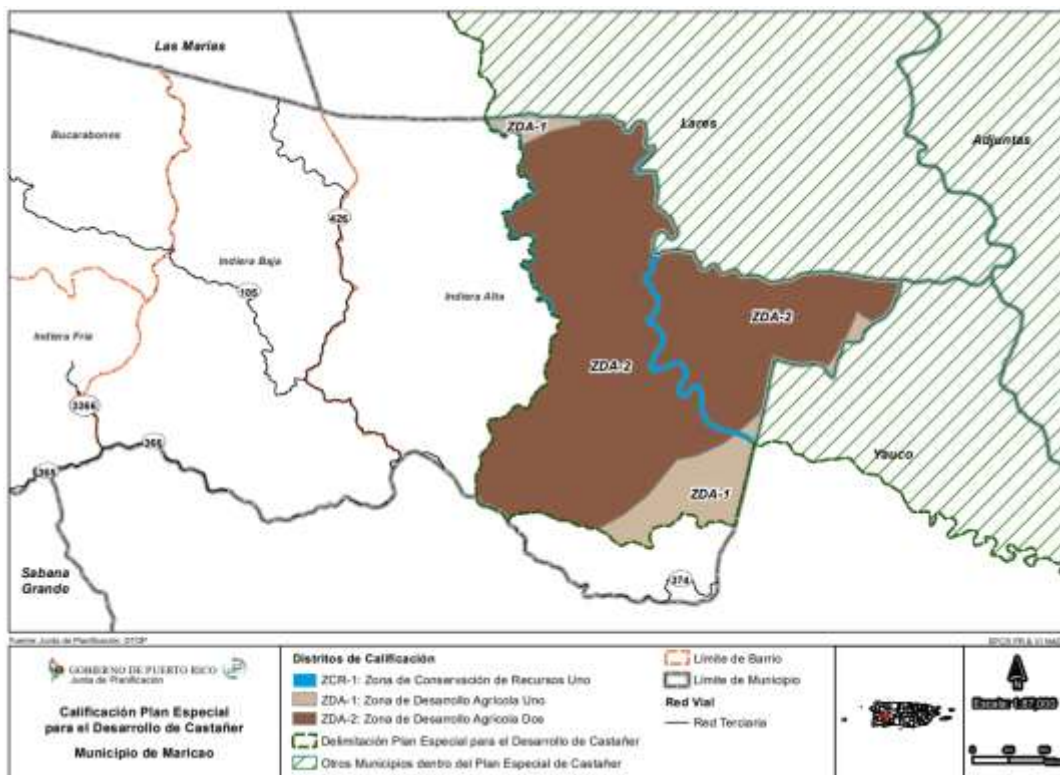 Las Marías
Bucarabones
ZDA-1
Lares
Adjuntas
426
Indiera Baja
105
Indiera Alta
Indiera Fría
ZDA-2
ZDA-2
3366
366
Yauco
ZDA-1
Sabana
Grande
374
Fuente: Junta de Planificación, DTOP
GOBIERNO DE PUERTO RICO
Junta de Planificación
Calificación Plan Especial
para el Desarrollo de Castañer
Municipio de Maricao
Distritos de Calificación
ZCR-1: Zona de Conservación de Recursos Uno
ZDA-1: Zona de Desarrollo Agrícola Uno
ZDA-2: Zona de Desarrollo Agrícola Dos
Delimitación Plan Especial para el Desarrollo de Castañer
Otros Municipios dentro del Plan Especial de Castañer
Límite de Barrio
Límite de Municipio
Red Vial
Red Terciaria